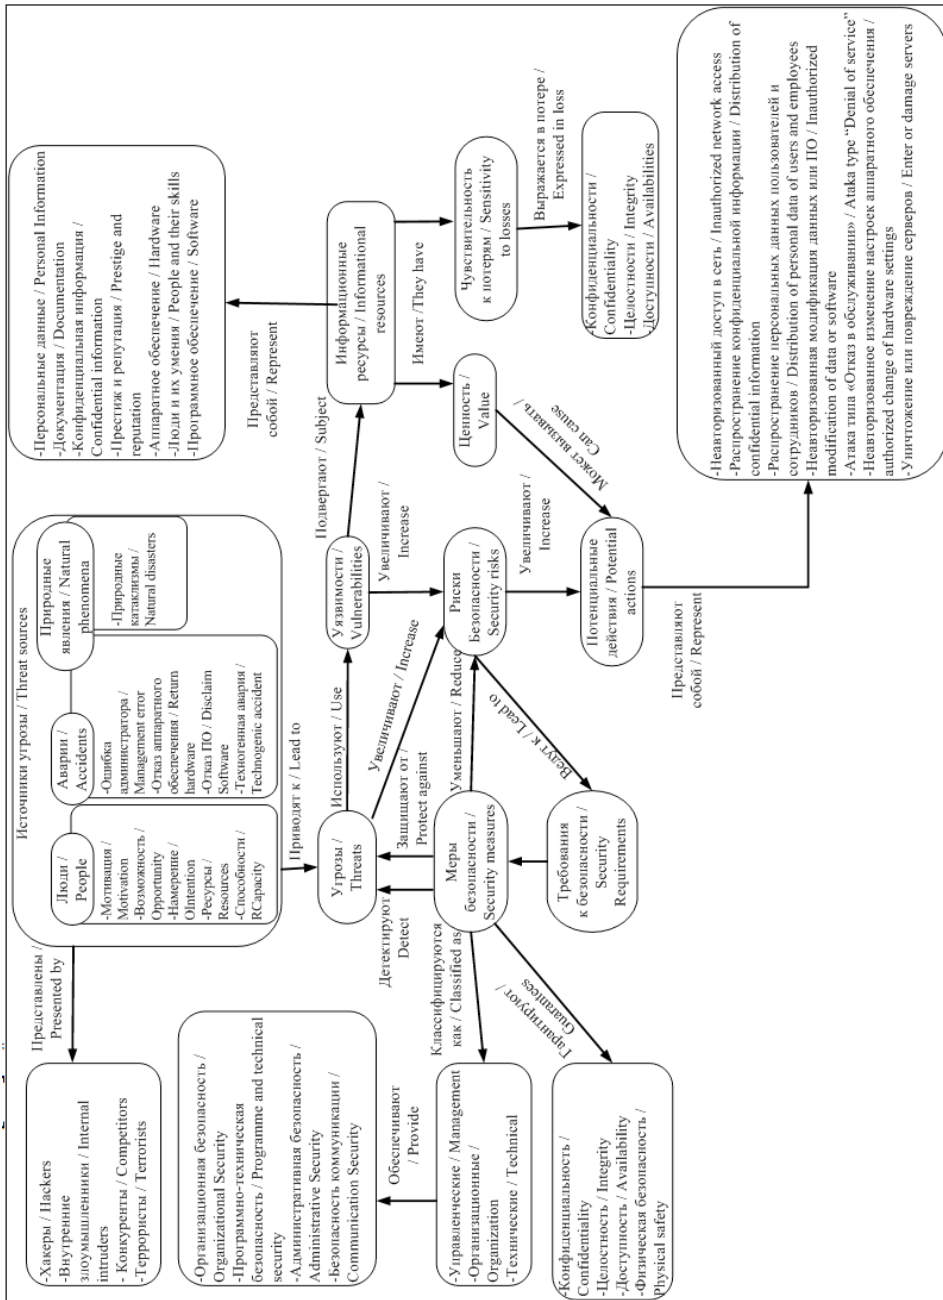 Источники угрозы / Threat sources
Люди /
People
-Мотивация /
Motivation
-Возможность /
Opportunity
-Намерение /
OIntention
-Ресурсы /
Resources
-Способности /
RCapacity
Аварии /
Accidents
-Ошибка
администратора /
Management error
-Отказ аппаратного
обеспечения / Return
hardware
-Отказ ПО / Disclaim
Software
-Техногенная авария /
Technogenic accident
Природные
явления / Natural
phenomena
-Природные
катаклизмы /
Natural disasters
-Персональные данные / Personal Information
-Документация / Documentation
-Конфиденциальная информация /
Confidential information
-Престиж и репутация / Prestige and
reputation
-Аппаратное обеспечение / Hardware
-Люди и их умения / People and their skills
-Программное обеспечение / Software
Представлены /
Presented by
-Хакеры / Hackers
-Внутренние
злоумышленники / Internal
intruders
- Конкуренты / Competitors
-Террористы / Terrorists
Приводят к / Lead to
Представляют
собой / Represent
Угрозы /
Threats
Используют / Use
Уязвимости /
Vulnerabilities
Подвергают / Subject
Информационные
ресурсы / Informational
resources
Увеличивают / Increase
Увеличивают /
Increase
Имеют /They have
Детектируют
Detect
Защищают от /
Protect against
-Организационная безопасность /
Organizational Security
-Программно-техническая
безопасность / Programme and technical
security
-Административная безопасность /
Administrative Security
-Безопасность коммуникации /
Communication Security
Обеспечивают
/ Provide
Классифицируются
как / Classified as
Меры
безопасности /
Security measures
Уменьшают / Reduce
Риски
Безопасности/
Security risks
Ценность /
Value
Чувствительность
к потерям / Sensitivity
to losses
Ведут к / Lead to
Увеличивают /
Increase
Может вызывать /
Can cause
Выражается в потере /
Expressed in loss
-Управленческие / Management
-Организационные /
Organization
-Технические / Technical
Гарантируют /
Guarantees
Требования
к безопасности /
Security
Requirements
Потенциальные
действия / Potential
actions
-Конфиденциальности /
Confidentiality
-Целостности / Integrity
-Доступности / Availabilities
-Конфиденциальность /
Confidentiality
-Целостность / Integrity
-Доступность / Availability
-Физическая безопасность /
Physical safety
Представляют
собой / Represent
-Неавторизованный доступ в сеть / Inauthorized network access
-Распространение конфиденциальной информации / Distribution of
confidential information
-Распространение персональных данных пользователей и
сотрудников / Distribution of personal data of users and employees
-Неавторизованная модификация данных или ПО / Inauthorized
modification of data or software
-Атака типа «Отказ в обслуживании» / Ataka type “Denial of service”
-Неавторизованное изменение настроек аппаратного обеспечения /
authorized change of hardware settings
-Уничтожение или повреждение серверов / Enter or damage servers